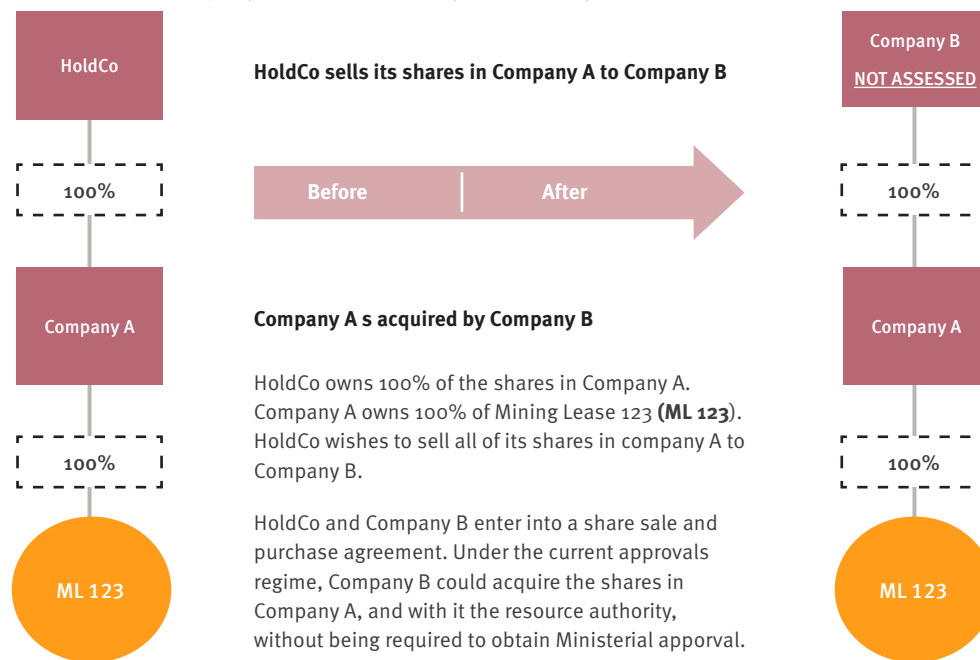 HoldCo
100%
Company A
100%
ML 123
HoldCo sells its shares in Company A to Company B
Before
After
Company A s acquired by Company B
HoldCo owns 100% of the shares in Company A.
Company A owns 100% of Mining Lease 123 (ML 123).
HoldCo wishes to sell all of its shares in company A to
Company B.
HoldCo and Company B enter into a share sale and
purchase agreement. Under the current approvals
regime, Company B could acquire the shares in
Company A, and with it the resource authority,
without being required to obtain Ministerial apporval.
Company B
NOT ASSESSED
100%
Company A
100%
ML 123